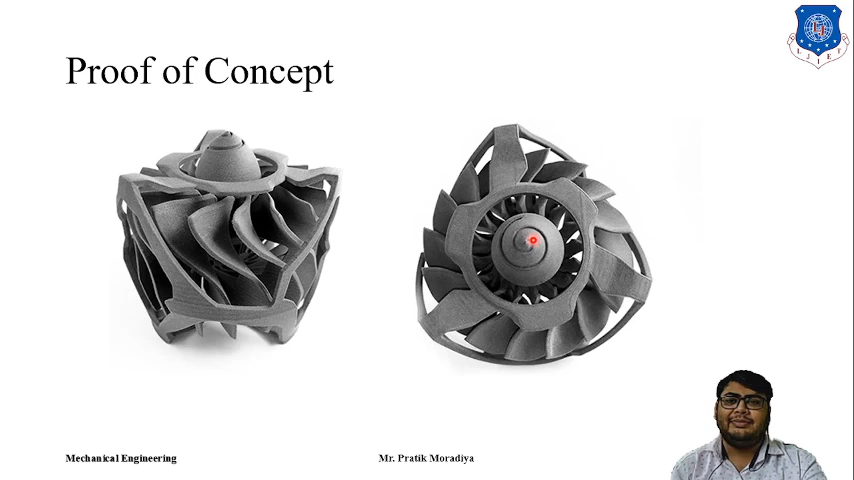 Proof of Concept
Mechanical Engineering
Mr. Pratik Moradiya